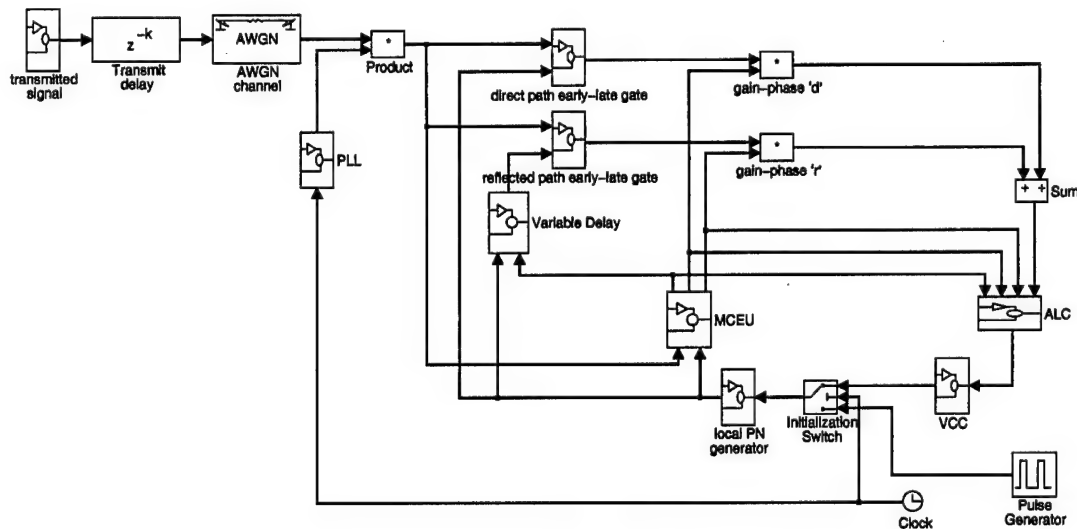 transmitted
signal
z
-k
Transmit
delay
AWGN
AWGN
channel
*
Product
direct path early-late gate
*
gain-phase 'd'
PLL
reflected path early-late gate
*
gain-phase 'r'
+ +
Sum
Variable Delay
MCEU
ALC
local PN
generator
Initialization
Switch
VCC
Clock
Pulse
Generator